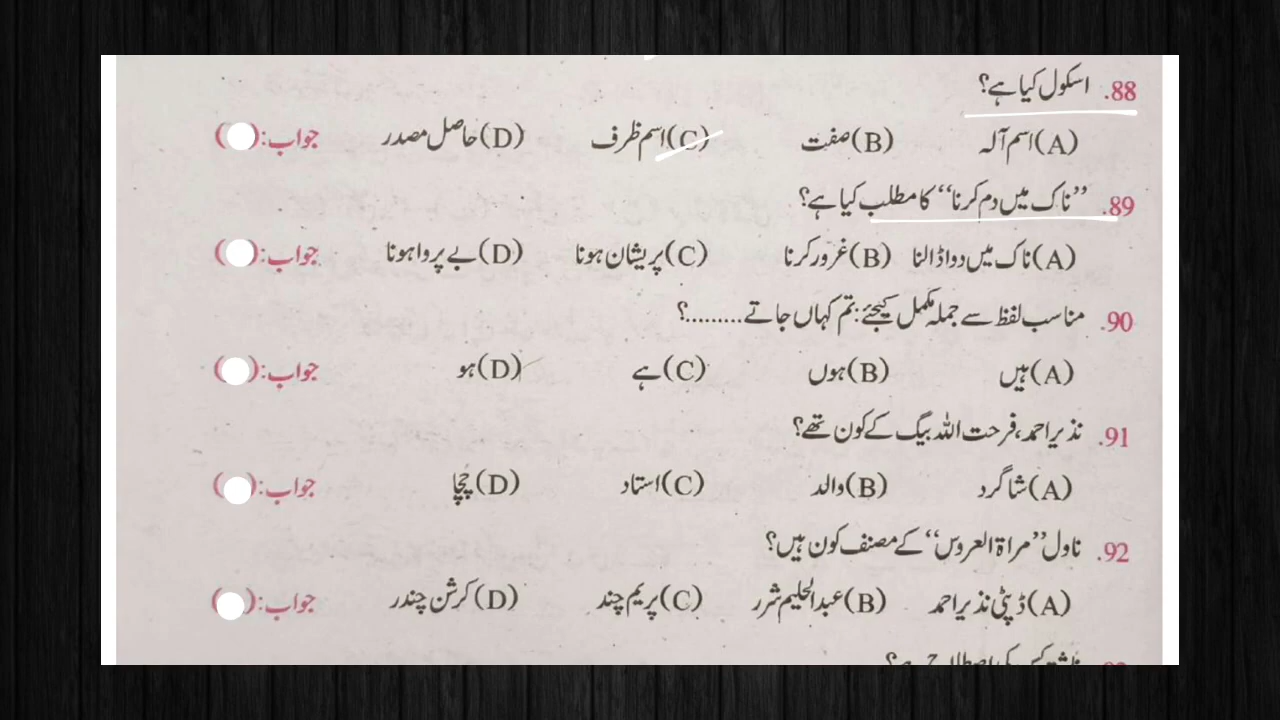 88. اسکول کیا ہے؟
(A) اسم آلہ (B) صفت (C) اسم ظرف (D) حاصل مصدر جواب: ( )
89. ’’ناک میں دم کرنا‘‘ کا مطلب کیا ہے؟
(A) ناک میں دوا ڈالنا (B) غرور کرنا (C) پریشان ہونا (D) بے پروا ہونا جواب: ( )
90. مناسب لفظ سے جملہ مکمل کیجئے: تم کہاں جاتے .........؟
(A) ہیں (B) ہوں (C) ہے (D) ہو جواب: ( )
91. نذیر احمد، فرحت اللہ بیگ کے کون تھے؟
(A) شاگرد (B) والد (C) استاد (D) چچا جواب: ( )
92. ناول ’’مراۃ العروس‘‘ کے مصنف کون ہیں؟
(A) ڈپٹی نذیر احمد (B) عبدالحلیم شرر (C) پریم چند (D) کرشن چندر جواب: ( )